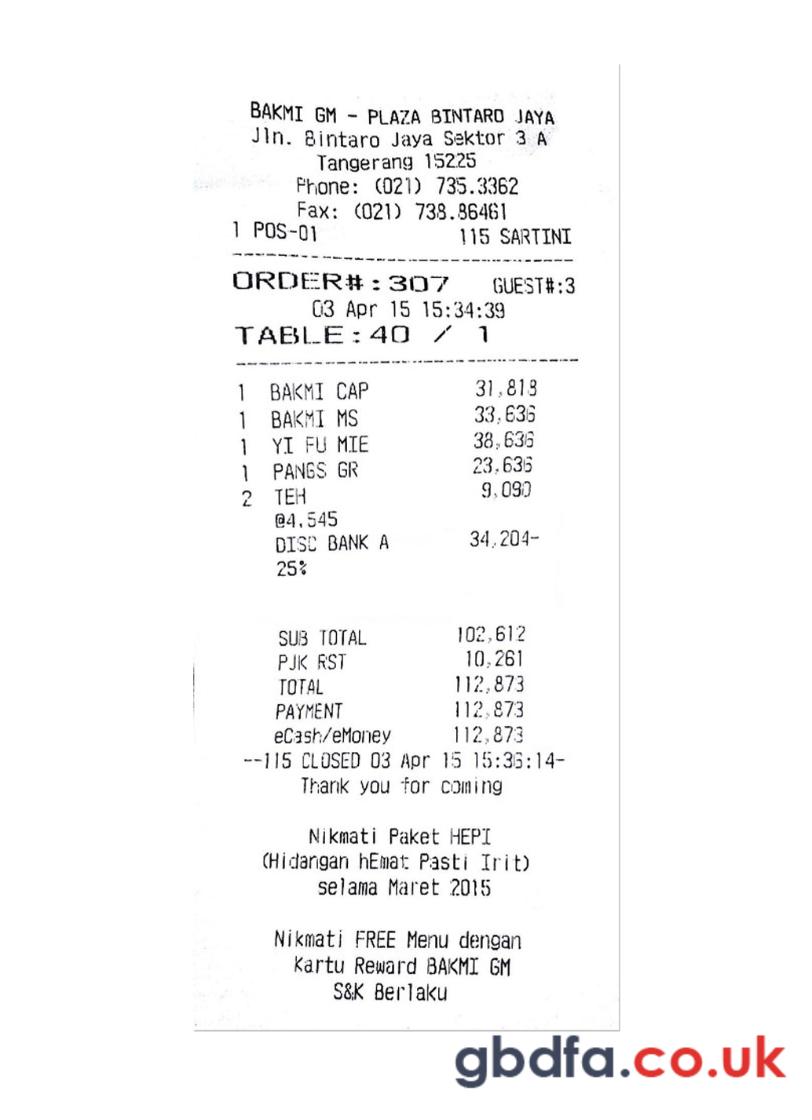 BAKMI GM - PLAZA BINTARO JAYA
Jln. Bintaro Jaya Sektor 3 A
Tangerang 15225
Phone: (021) 735.3362
Fax: (021) 738.86461
1 POS-01 115 SARTINI
ORDER#:307 GUEST#:3
03 Apr 15 15:34:39
TABLE:40 / 1
1 BAKMI CAP 31,818
1 BAKMI MS 33,636
1 YI FU MIE 38,636
1 PANGS GR 23,636
2 TEH 9,090
@4,545
DISC BANK A 34,204-
25%
SUB TOTAL 102,612
PJK RST 10,261
TOTAL 112,873
PAYMENT 112,873
eCash/eMoney 112,873
--115 CLOSED 03 Apr 15 15:36:14-
Thank you for coming
Nikmati Paket HEPI
(Hidangan hEmat Pasti Irit)
selama Maret 2015
Nikmati FREE Menu dengan
Kartu Reward BAKMI GM
S&K Berlaku
gbdfa.co.uk